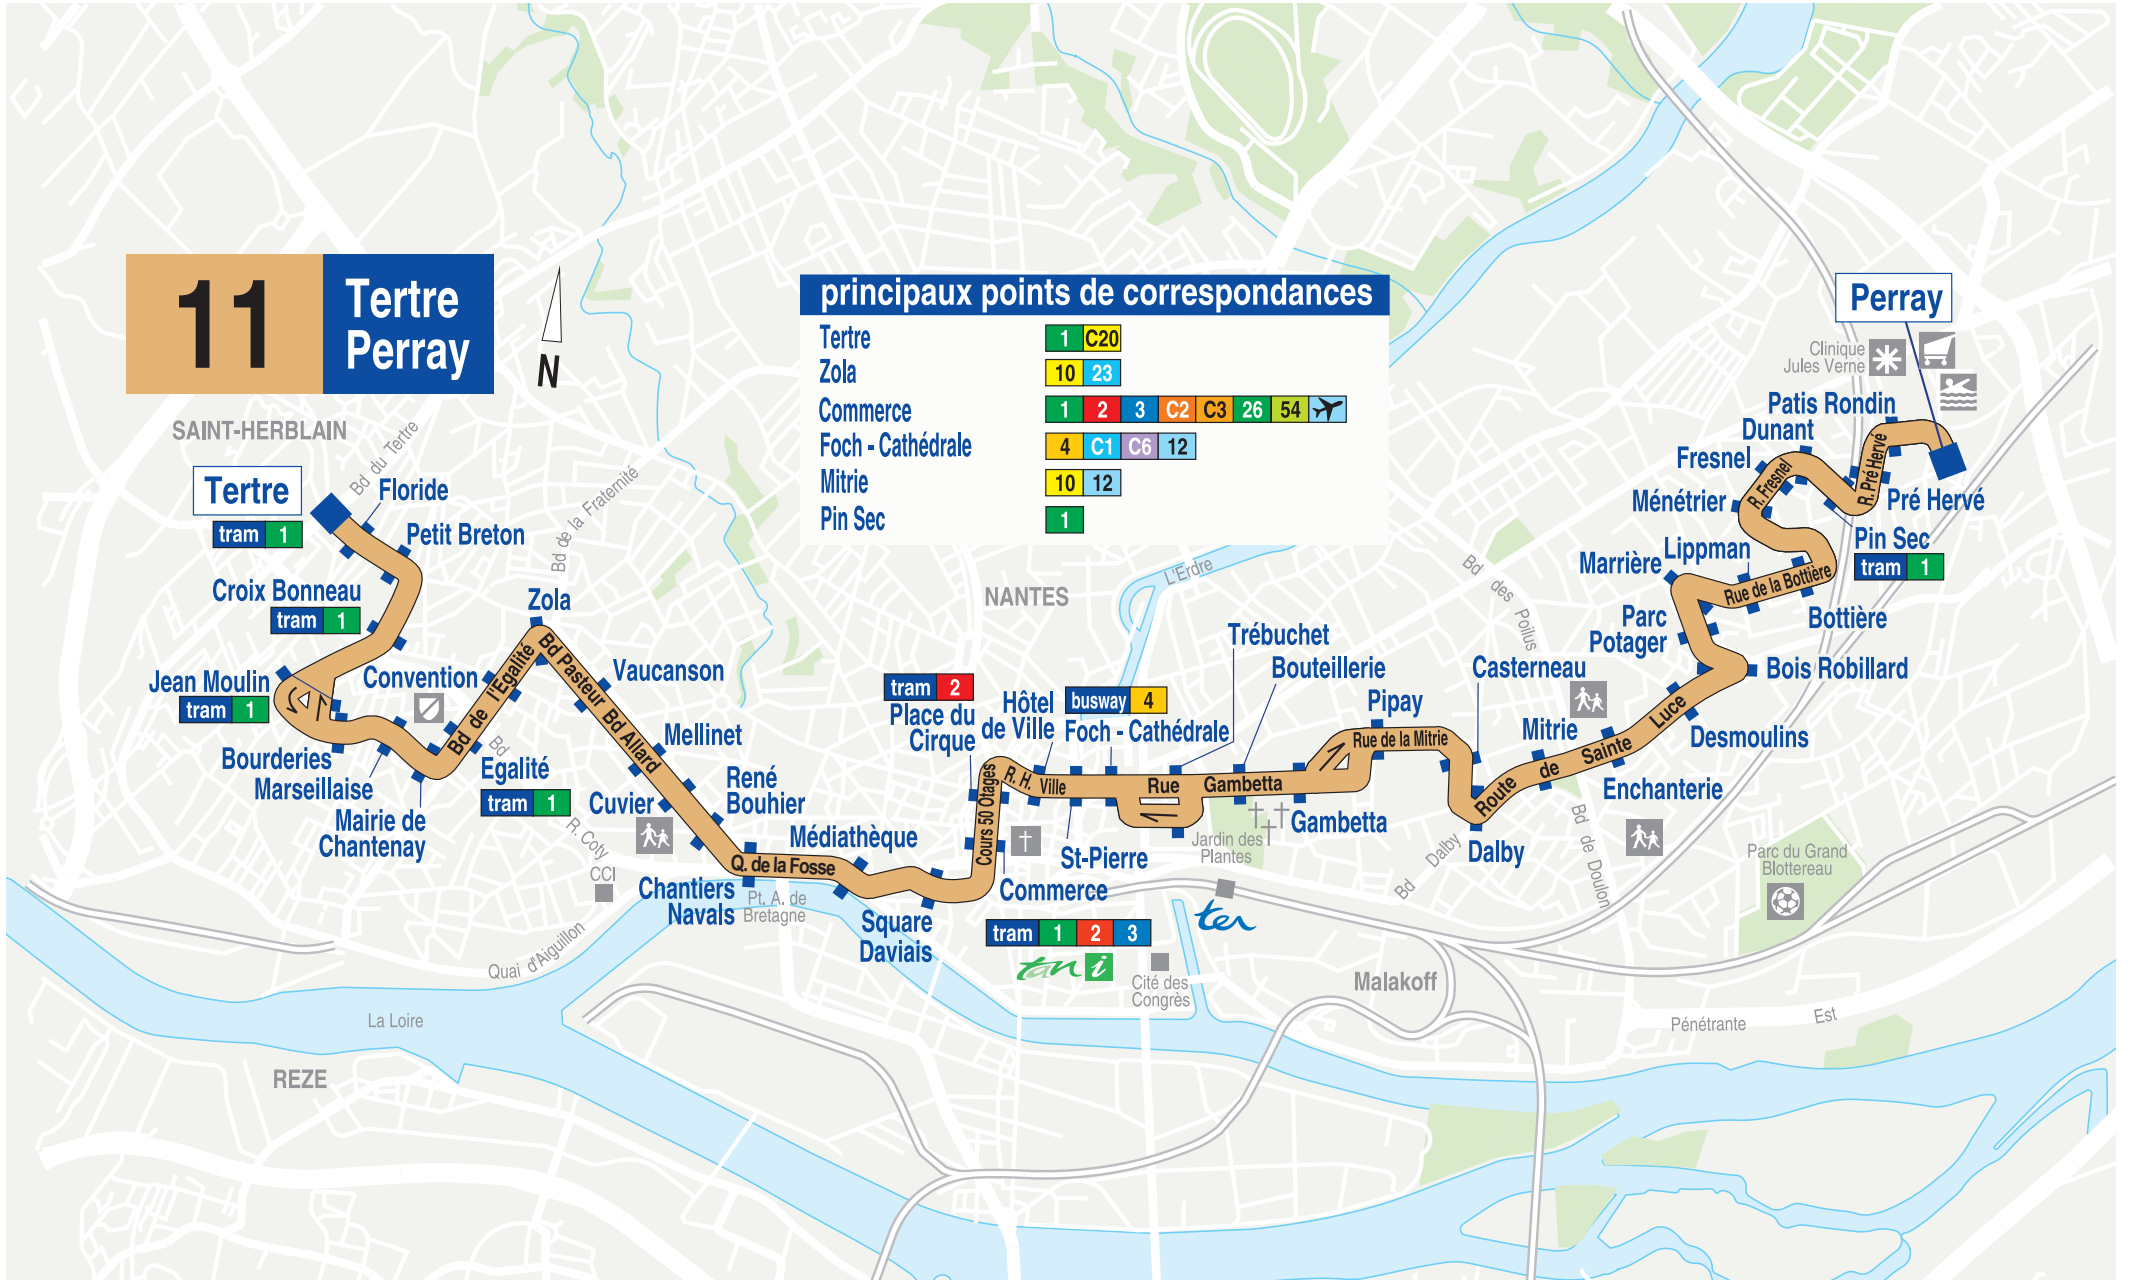 11
Tertre
Perray
N
principaux points de correspondances
Tertre 1 C20
Zola 10 23
Commerce 1 2 3 C2 C3 26 54
Foch - Cathédrale 4 C1 C6 12
Mitrie 10 12
Pin Sec 1
SAINT-HERBLAIN
Bd du Tertre
Tertre
tram 1
Floride
Petit Breton
Croix Bonneau
tram 1
Jean Moulin
tram 1
Bourderies
Marseillaise
Mairie de
Chantenay
Convention
Bd de l'Egalité
Bd
Egalité
tram 1
Bd de la Fraternité
Zola
Bd Pasteur
Bd Allard
Vaucanson
Mellinet
René
Bouhier
Cuvier
R. Coty
CCI
Chantiers
Navals
Q. de la Fosse
Pt. A. de
Bretagne
Quai d'Aiguillon
La Loire
REZE
Médiathèque
Square
Daviais
Cours 50 Otages
Commerce
tram 1 2 3
tan i
tram 2
Place du
Cirque
Hôtel
de Ville
R. H. Ville
NANTES
L'Erdre
busway 4
Foch - Cathédrale
St-Pierre
Trébuchet
Bouteillerie
Rue Gambetta
Gambetta
Jardin des
Plantes
ter
Cité des
Congrès
Malakoff
Pipay
Rue de la Mitrie
Casterneau
Dalby
Bd Dalby
Bd des Poilus
Mitrie
Route de Sainte Luce
Bd de Doulon
Enchanterie
Desmoulins
Parc du Grand
Blottereau
Pénétrante Est
Bois Robillard
Parc
Potager
Marrière
Lippman
Rue de la Bottière
Bottière
Ménétrier
Fresnel
R. Fresnel
Dunant
Patis Rondin
Pin Sec
tram 1
R. Pré Hervé
Pré Hervé
Clinique
Jules Verne
Perray